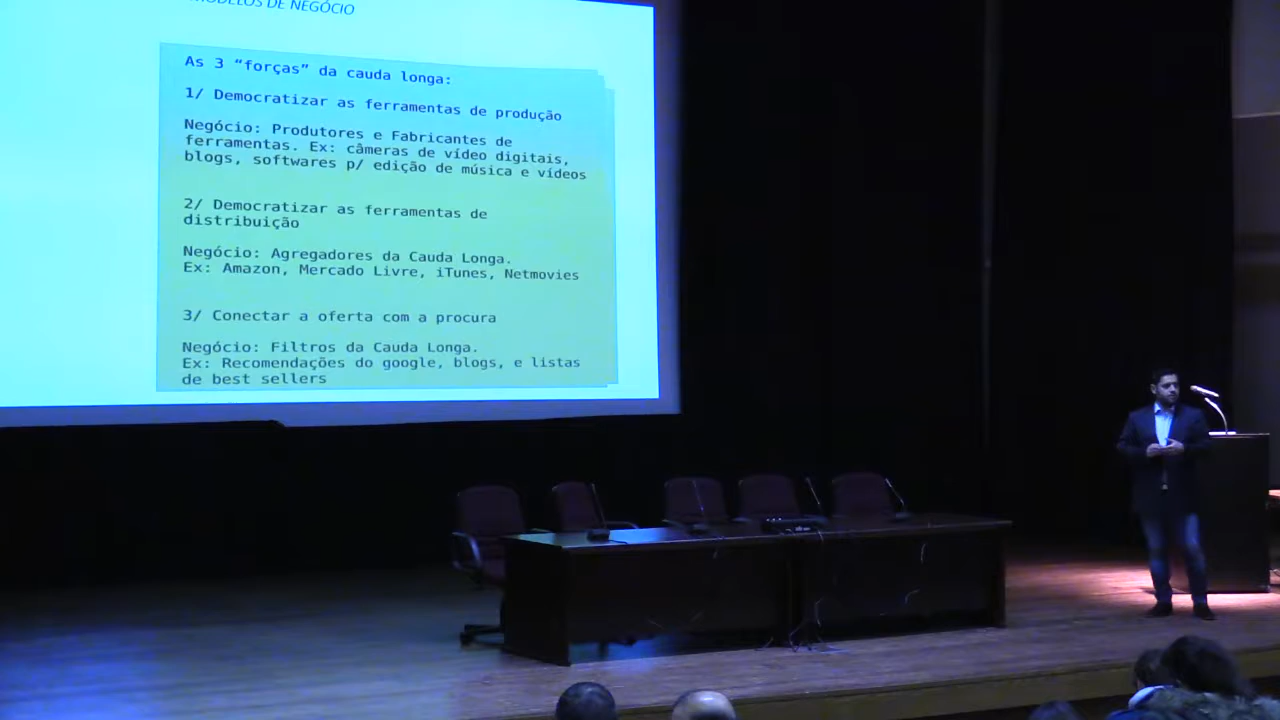 MODELOS DE NEGÓCIO
As 3 “forças” da cauda longa:
1/ Democratizar as ferramentas de produção
Negócio: Produtores e Fabricantes de
ferramentas. Ex: câmeras de vídeo digitais,
blogs, softwares p/ edição de música e vídeos
2/ Democratizar as ferramentas de
distribuição
Negócio: Agregadores da Cauda Longa.
Ex: Amazon, Mercado Livre, iTunes, Netmovies
3/ Conectar a oferta com a procura
Negócio: Filtros da Cauda Longa.
Ex: Recomendações do google, blogs, e listas
de best sellers